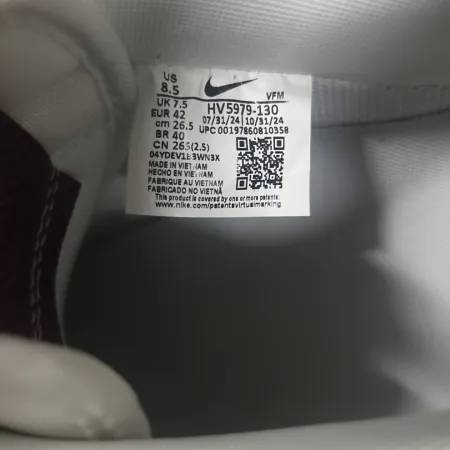 US
8.5
VFM
UK 7.5
HV5979-130
EUR 42
07/31/24 10/31/24
cm 26.5
UPC 00197860810358
BR 40
CN 265(2.5)
MADE IN VIETNAM
HECHO EN VIETNAM
FABRIQUE AU VIETNAM
FABRICADO NO VIETNÃ
This product is covered by one or more patents:
www.nike.com/patentsvirtualmarking